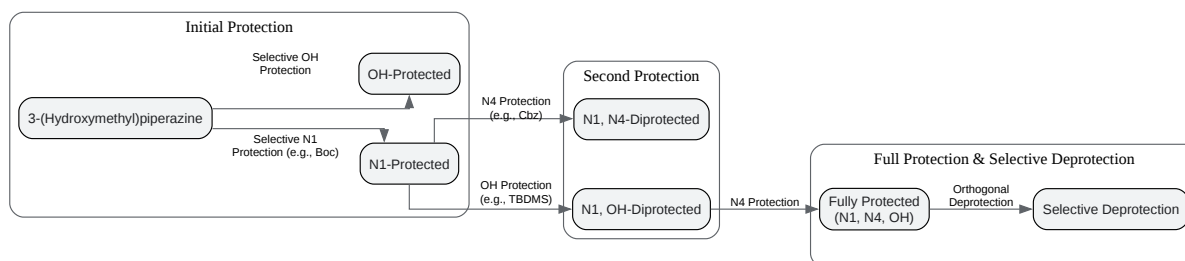 Initial Protection
Selective OH
Protection
OH-Protected
3-(Hydroxymethyl)piperazine
Selective N1
Protection (e.g., Boc)
N1-Protected
Second Protection
N4 Protection
(e.g., Cbz)
N1, N4-Diprotected
OH Protection
(e.g., TBDMS)
N1, OH-Diprotected
N4 Protection
Full Protection & Selective Deprotection
Fully Protected
(N1, N4, OH)
Orthogonal
Deprotection
Selective Deprotection